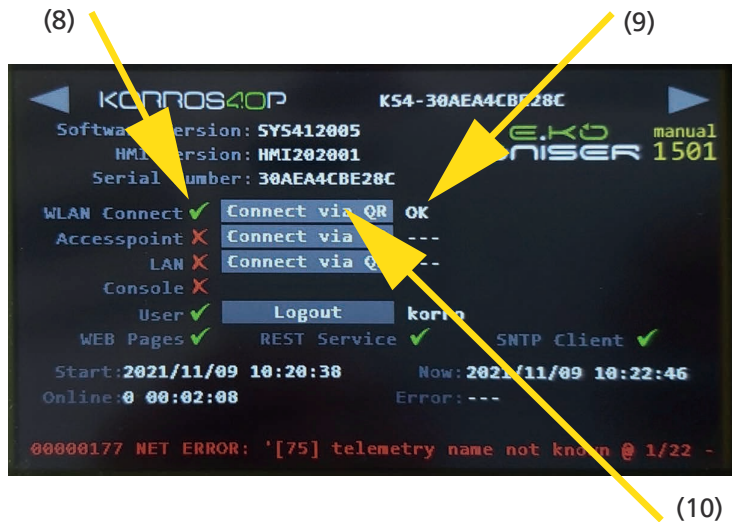 (8)
(9)
KORROS4.0P KS4-30AEA4CBE28C
Software Version: SYS412005
HMI Version: HMI202001
manual
1501
Serial Number: 30AEA4CBE28C
WLAN Connect ✓ Connect via QR OK
Accesspoint ✗ Connect via ---
LAN ✗ Connect via ---
Console ✗
User ✓ Logout
WEB Pages ✓ REST Service ✓ SNTP Client ✓
Start:2021/11/09 10:20:38 Now:2021/11/09 10:22:46
Online:0 00:02:08 Error:---
00000177 NET ERROR: '[75] telemetry name not known @ 1/22 -
(10)